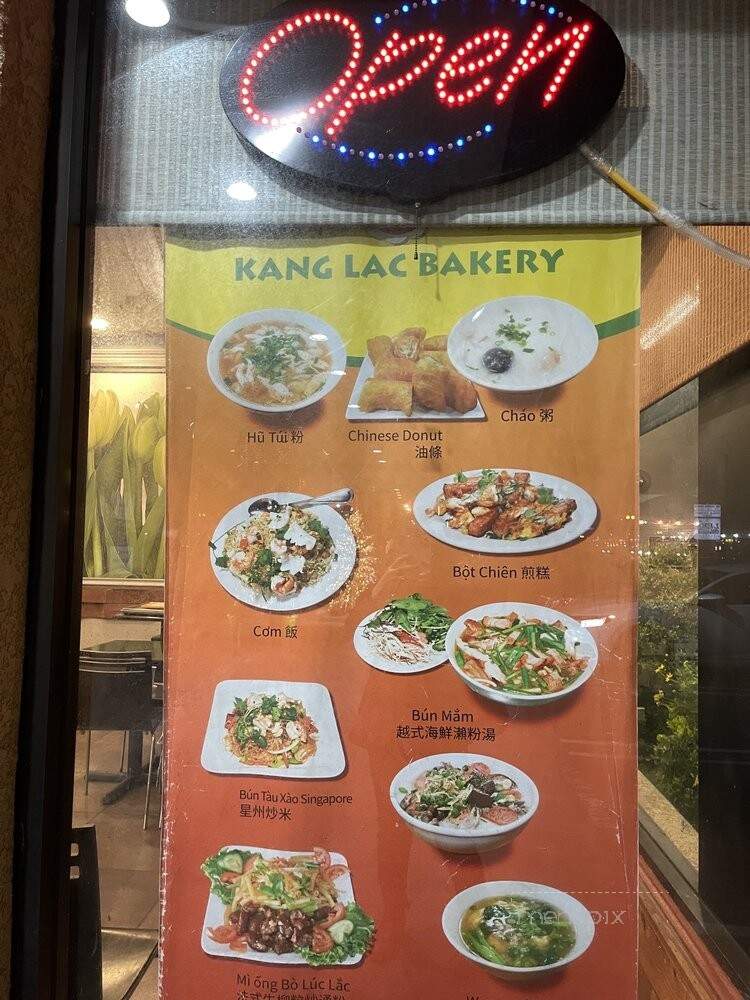 Open
KANG LAC BAKERY
Hũ Túi 粉
Chinese Donut
油條
Cháo 粥
Bột Chiên 煎糕
Cơm 飯
Bún Mắm
越式海鮮瀨粉湯
Bún Tàu Xào Singapore
星州炒米
Mì ống Bò Lúc Lắc